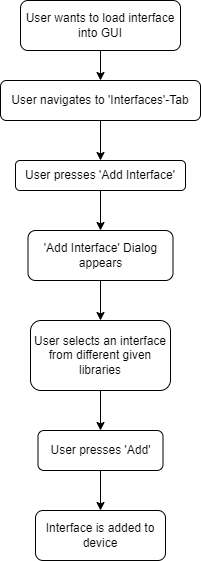 User wants to load interface
into GUI
User navigates to 'Interfaces'-Tab
User presses 'Add Interface'
'Add Interface' Dialog
appears
User selects an interface
from different given
libraries
User presses 'Add'
Interface is added to
device